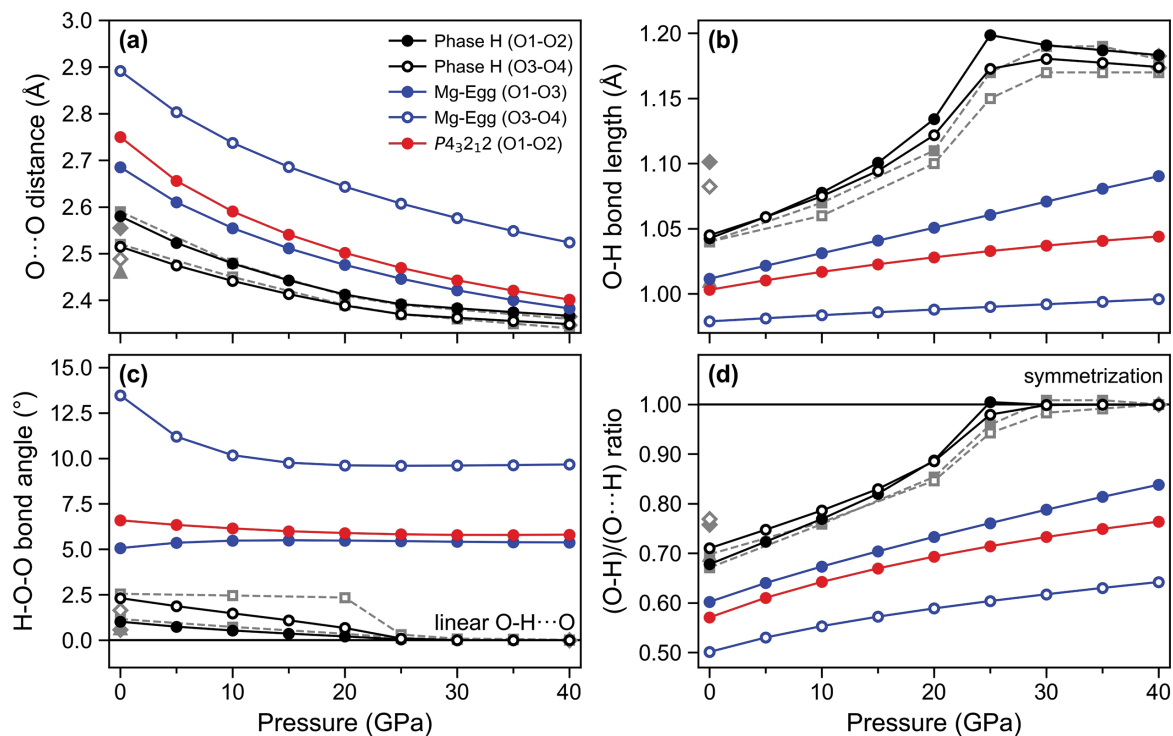 (a)
Phase H (O1-O2)
Phase H (O3-O4)
Mg-Egg (O1-O3)
Mg-Egg (O3-O4)
P4₃2₁2 (O1-O2)
O···O distance (Å)
3.0
2.9
2.8
2.7
2.6
2.5
2.4
(b)
O-H bond length (Å)
1.20
1.15
1.10
1.05
1.00
(c)
H-O-O bond angle (°)
15.0
12.5
10.0
7.5
5.0
2.5
0.0
linear O-H···O
0 10 20 30 40
Pressure (GPa)
(d)
symmetrization
(O-H)/(O···H) ratio
1.00
0.90
0.80
0.70
0.60
0.50
0 10 20 30 40
Pressure (GPa)